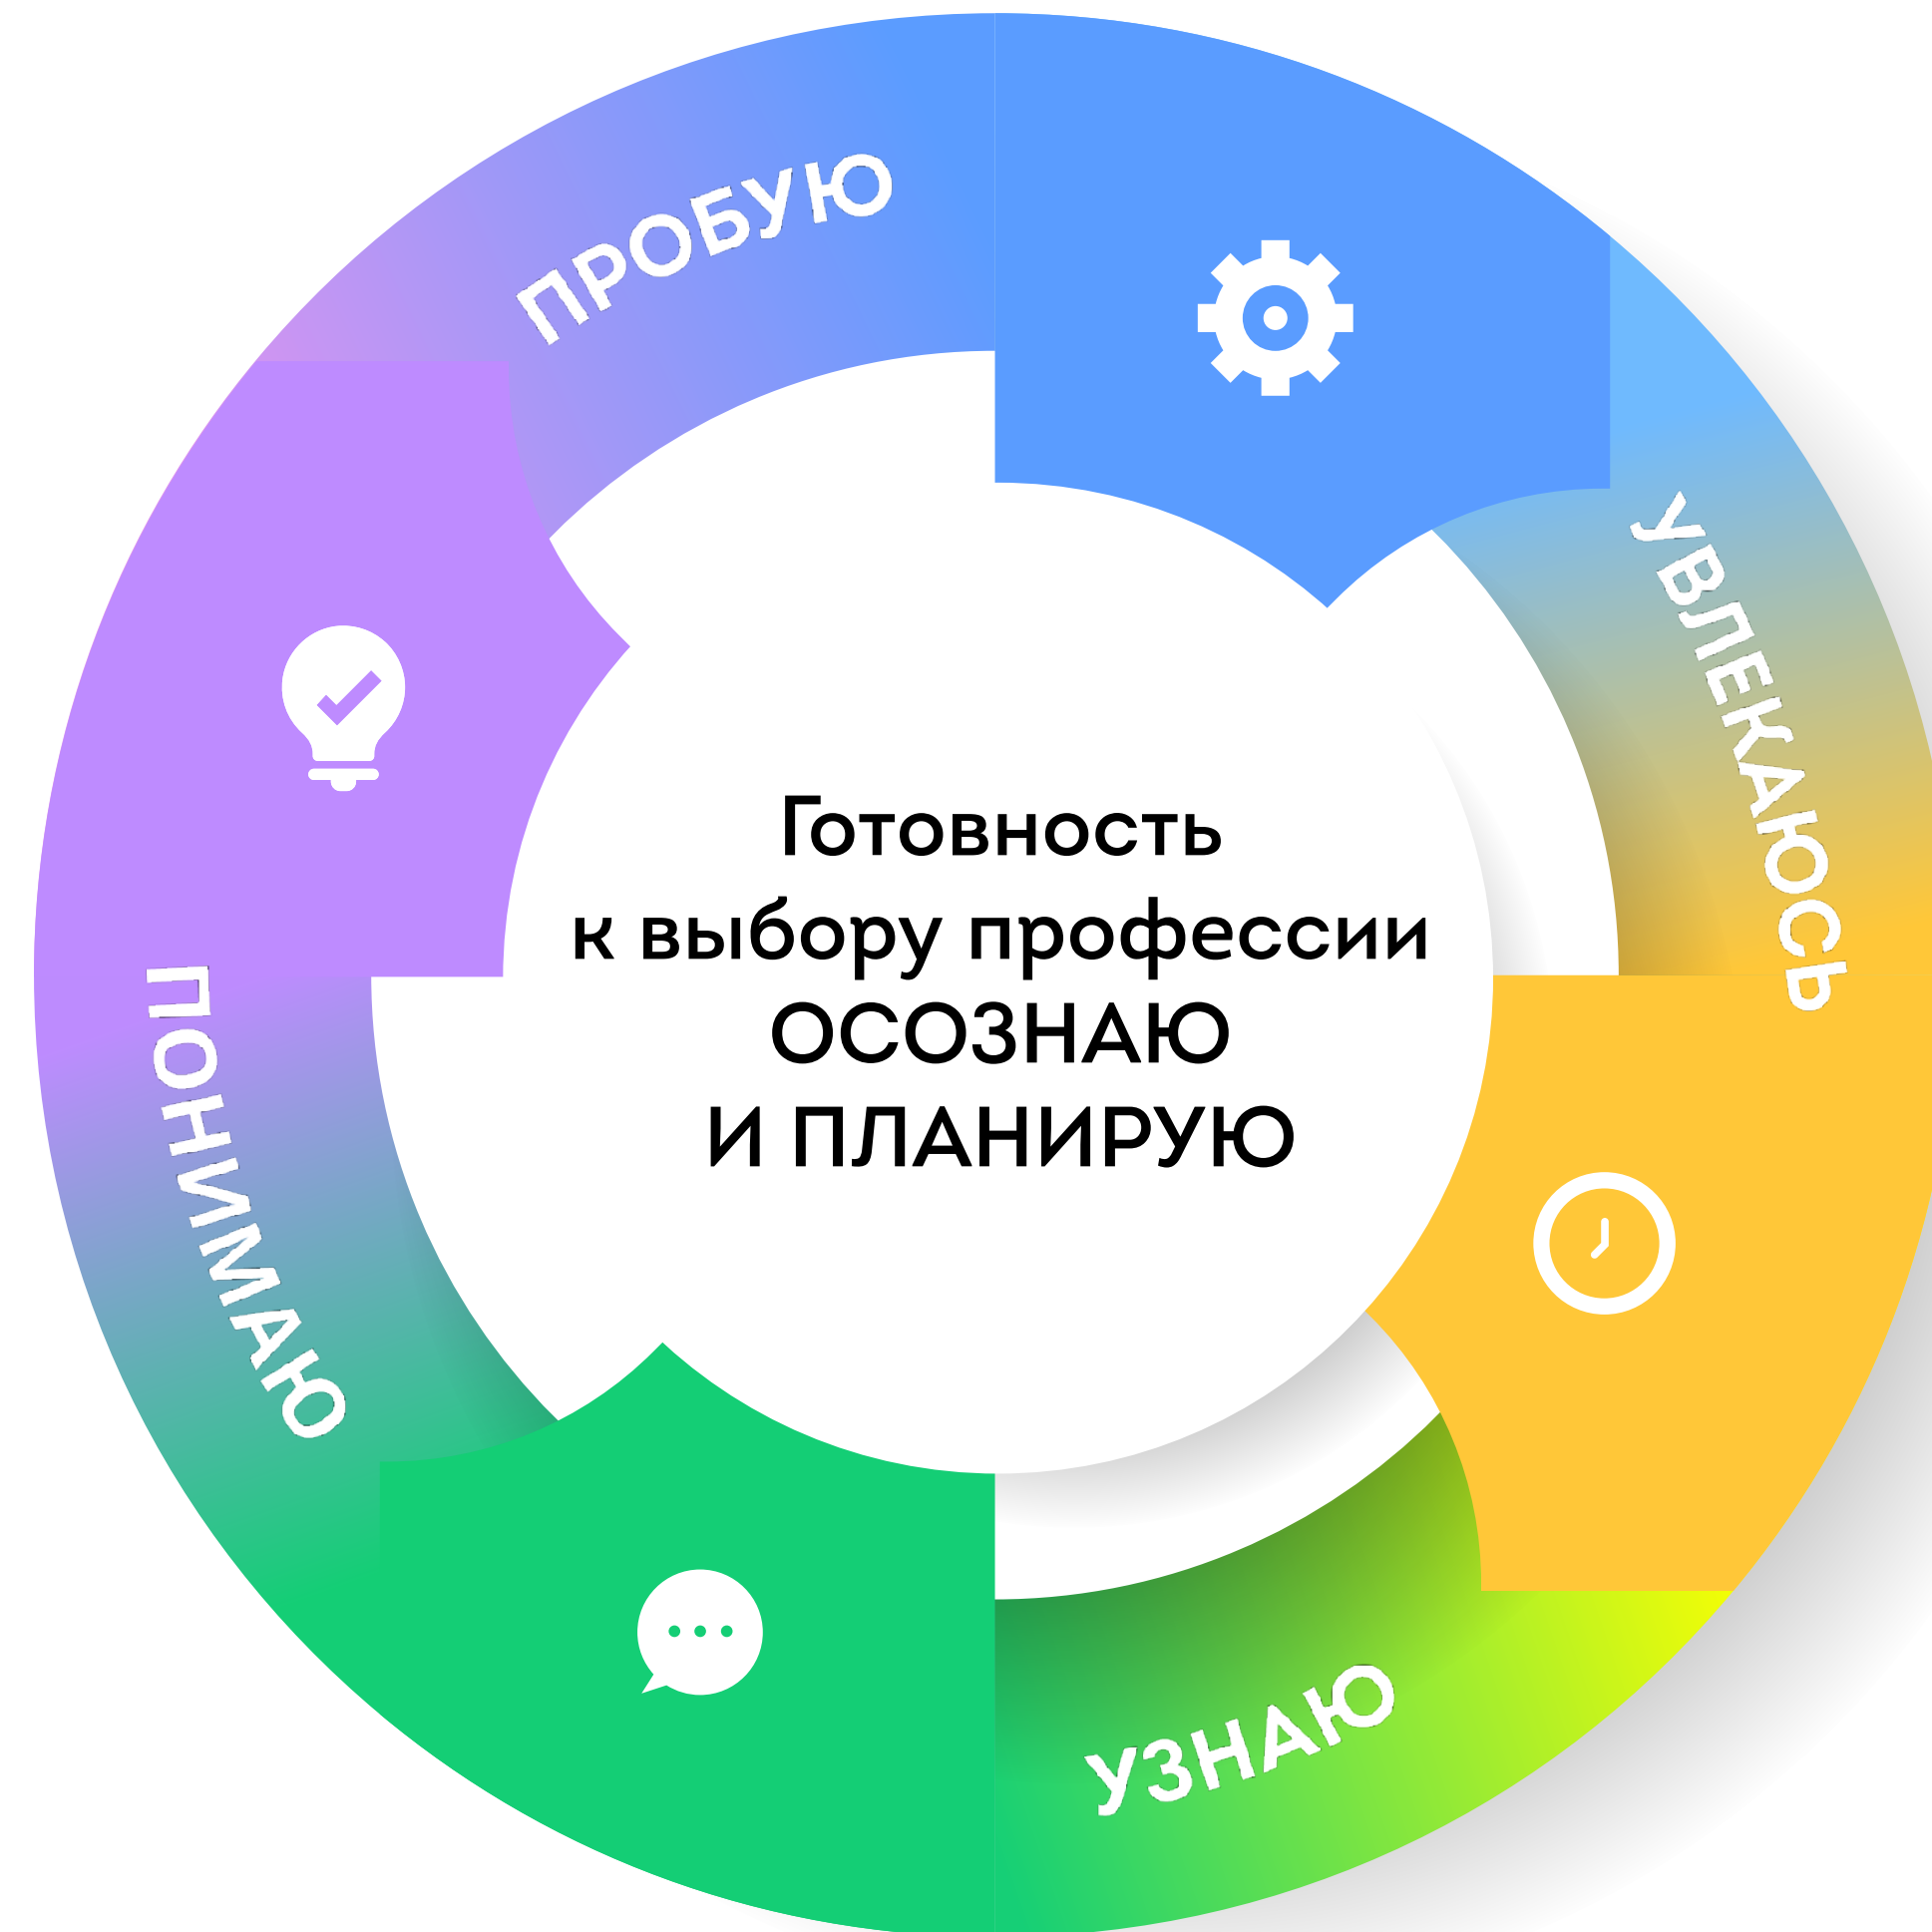 ПРОБУЮ
УВЛЕКАЮСЬ
Готовность
к выбору профессии
ОСОЗНАЮ
И ПЛАНИРУЮ
ПОНИМАЮ
УЗНАЮ